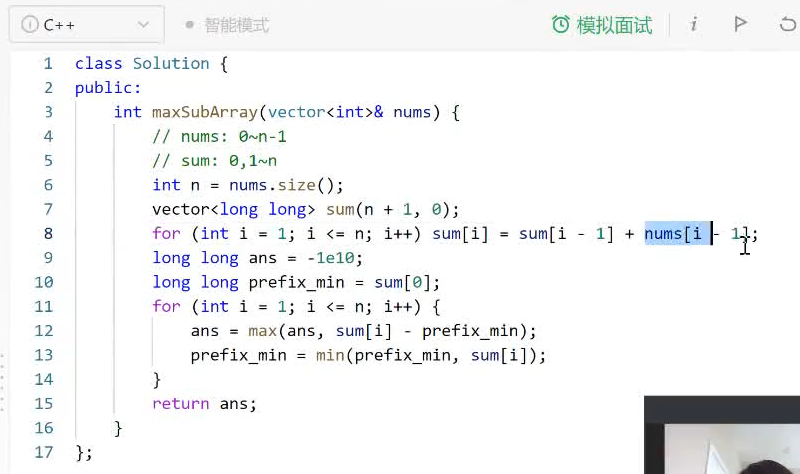 C++ 智能模式 模拟面试
1 class Solution {
2 public:
3 int maxSubArray(vector<int>& nums) {
4 // nums: 0~n-1
5 // sum: 0,1~n
6 int n = nums.size();
7 vector<long long> sum(n + 1, 0);
8 for (int i = 1; i <= n; i++) sum[i] = sum[i - 1] + nums[i - 1];
9 long long ans = -1e10;
10 long long prefix_min = sum[0];
11 for (int i = 1; i <= n; i++) {
12 ans = max(ans, sum[i] - prefix_min);
13 prefix_min = min(prefix_min, sum[i]);
14 }
15 return ans;
16 }
17 };